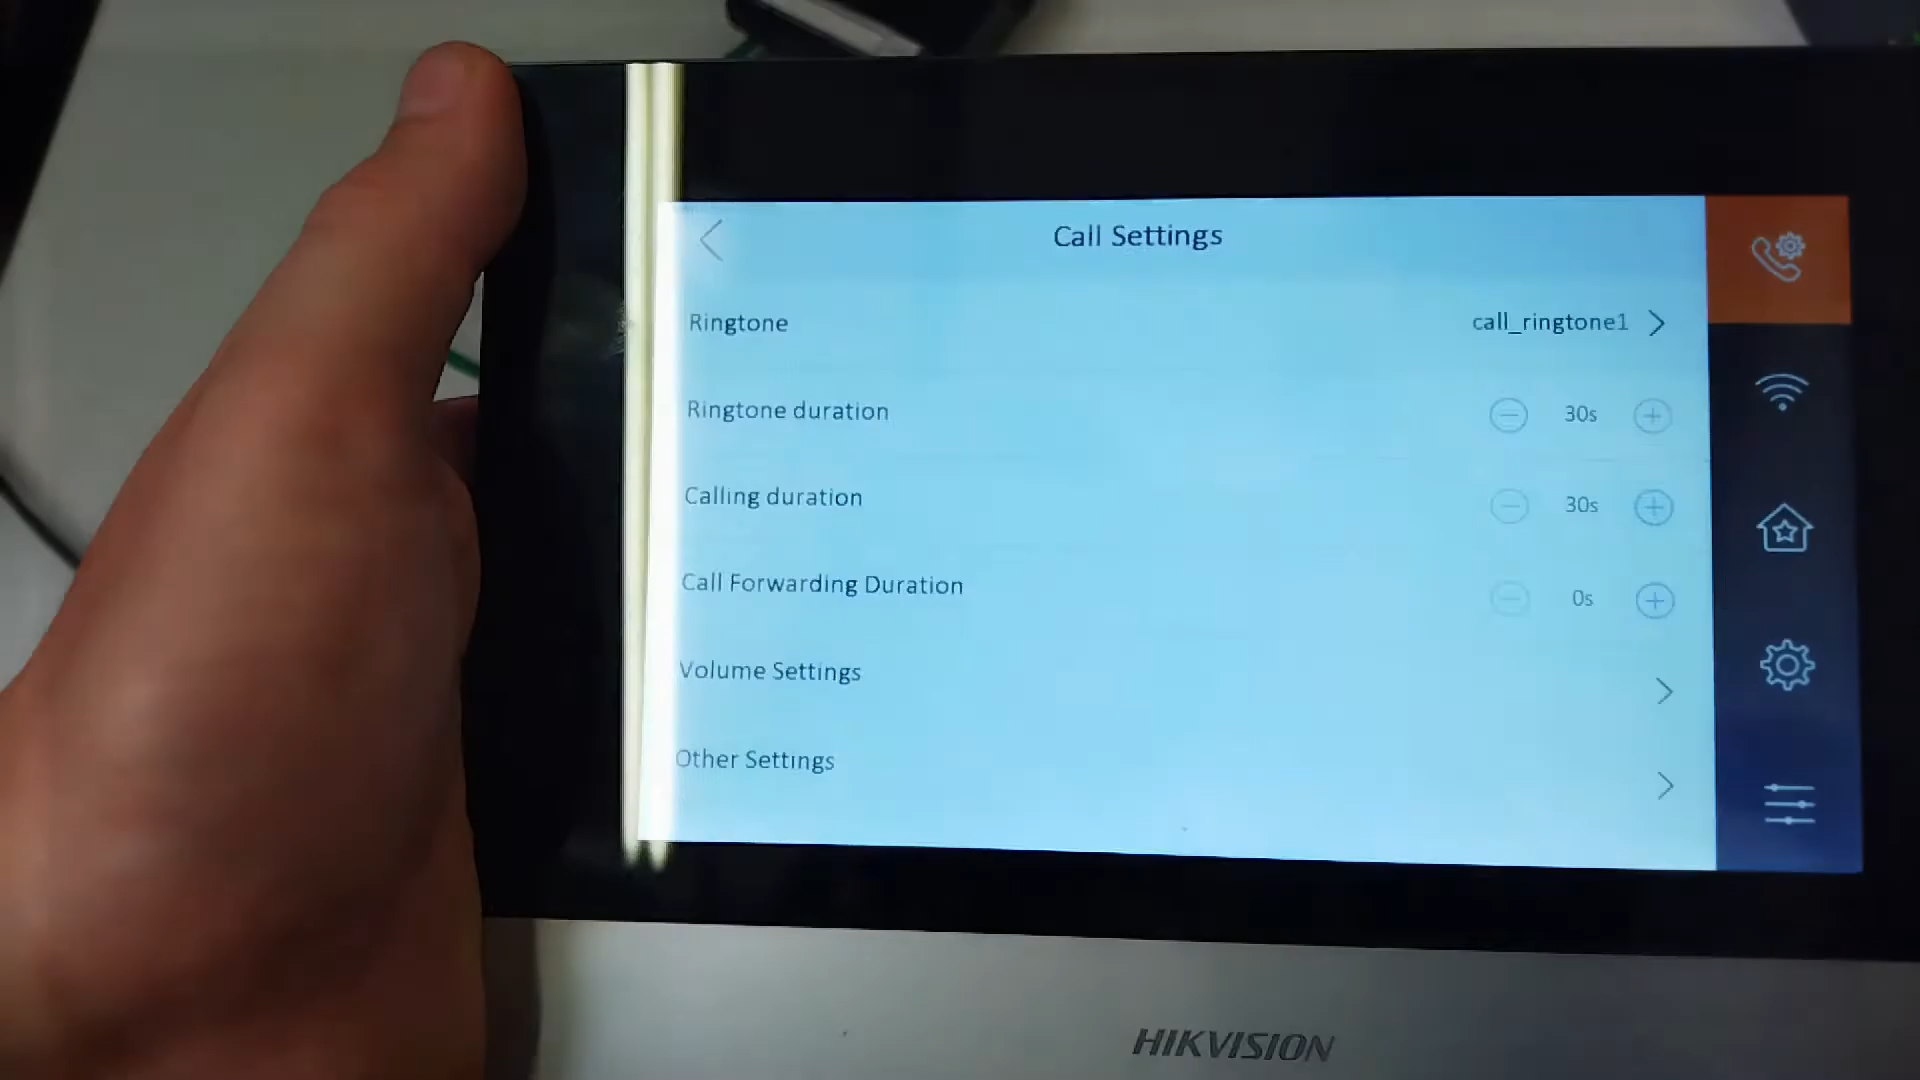 Call Settings
Ringtone call_ringtone1
Ringtone duration 30s
Calling duration 30s
Call Forwarding Duration 0s
Volume Settings
Other Settings
HIKVISION